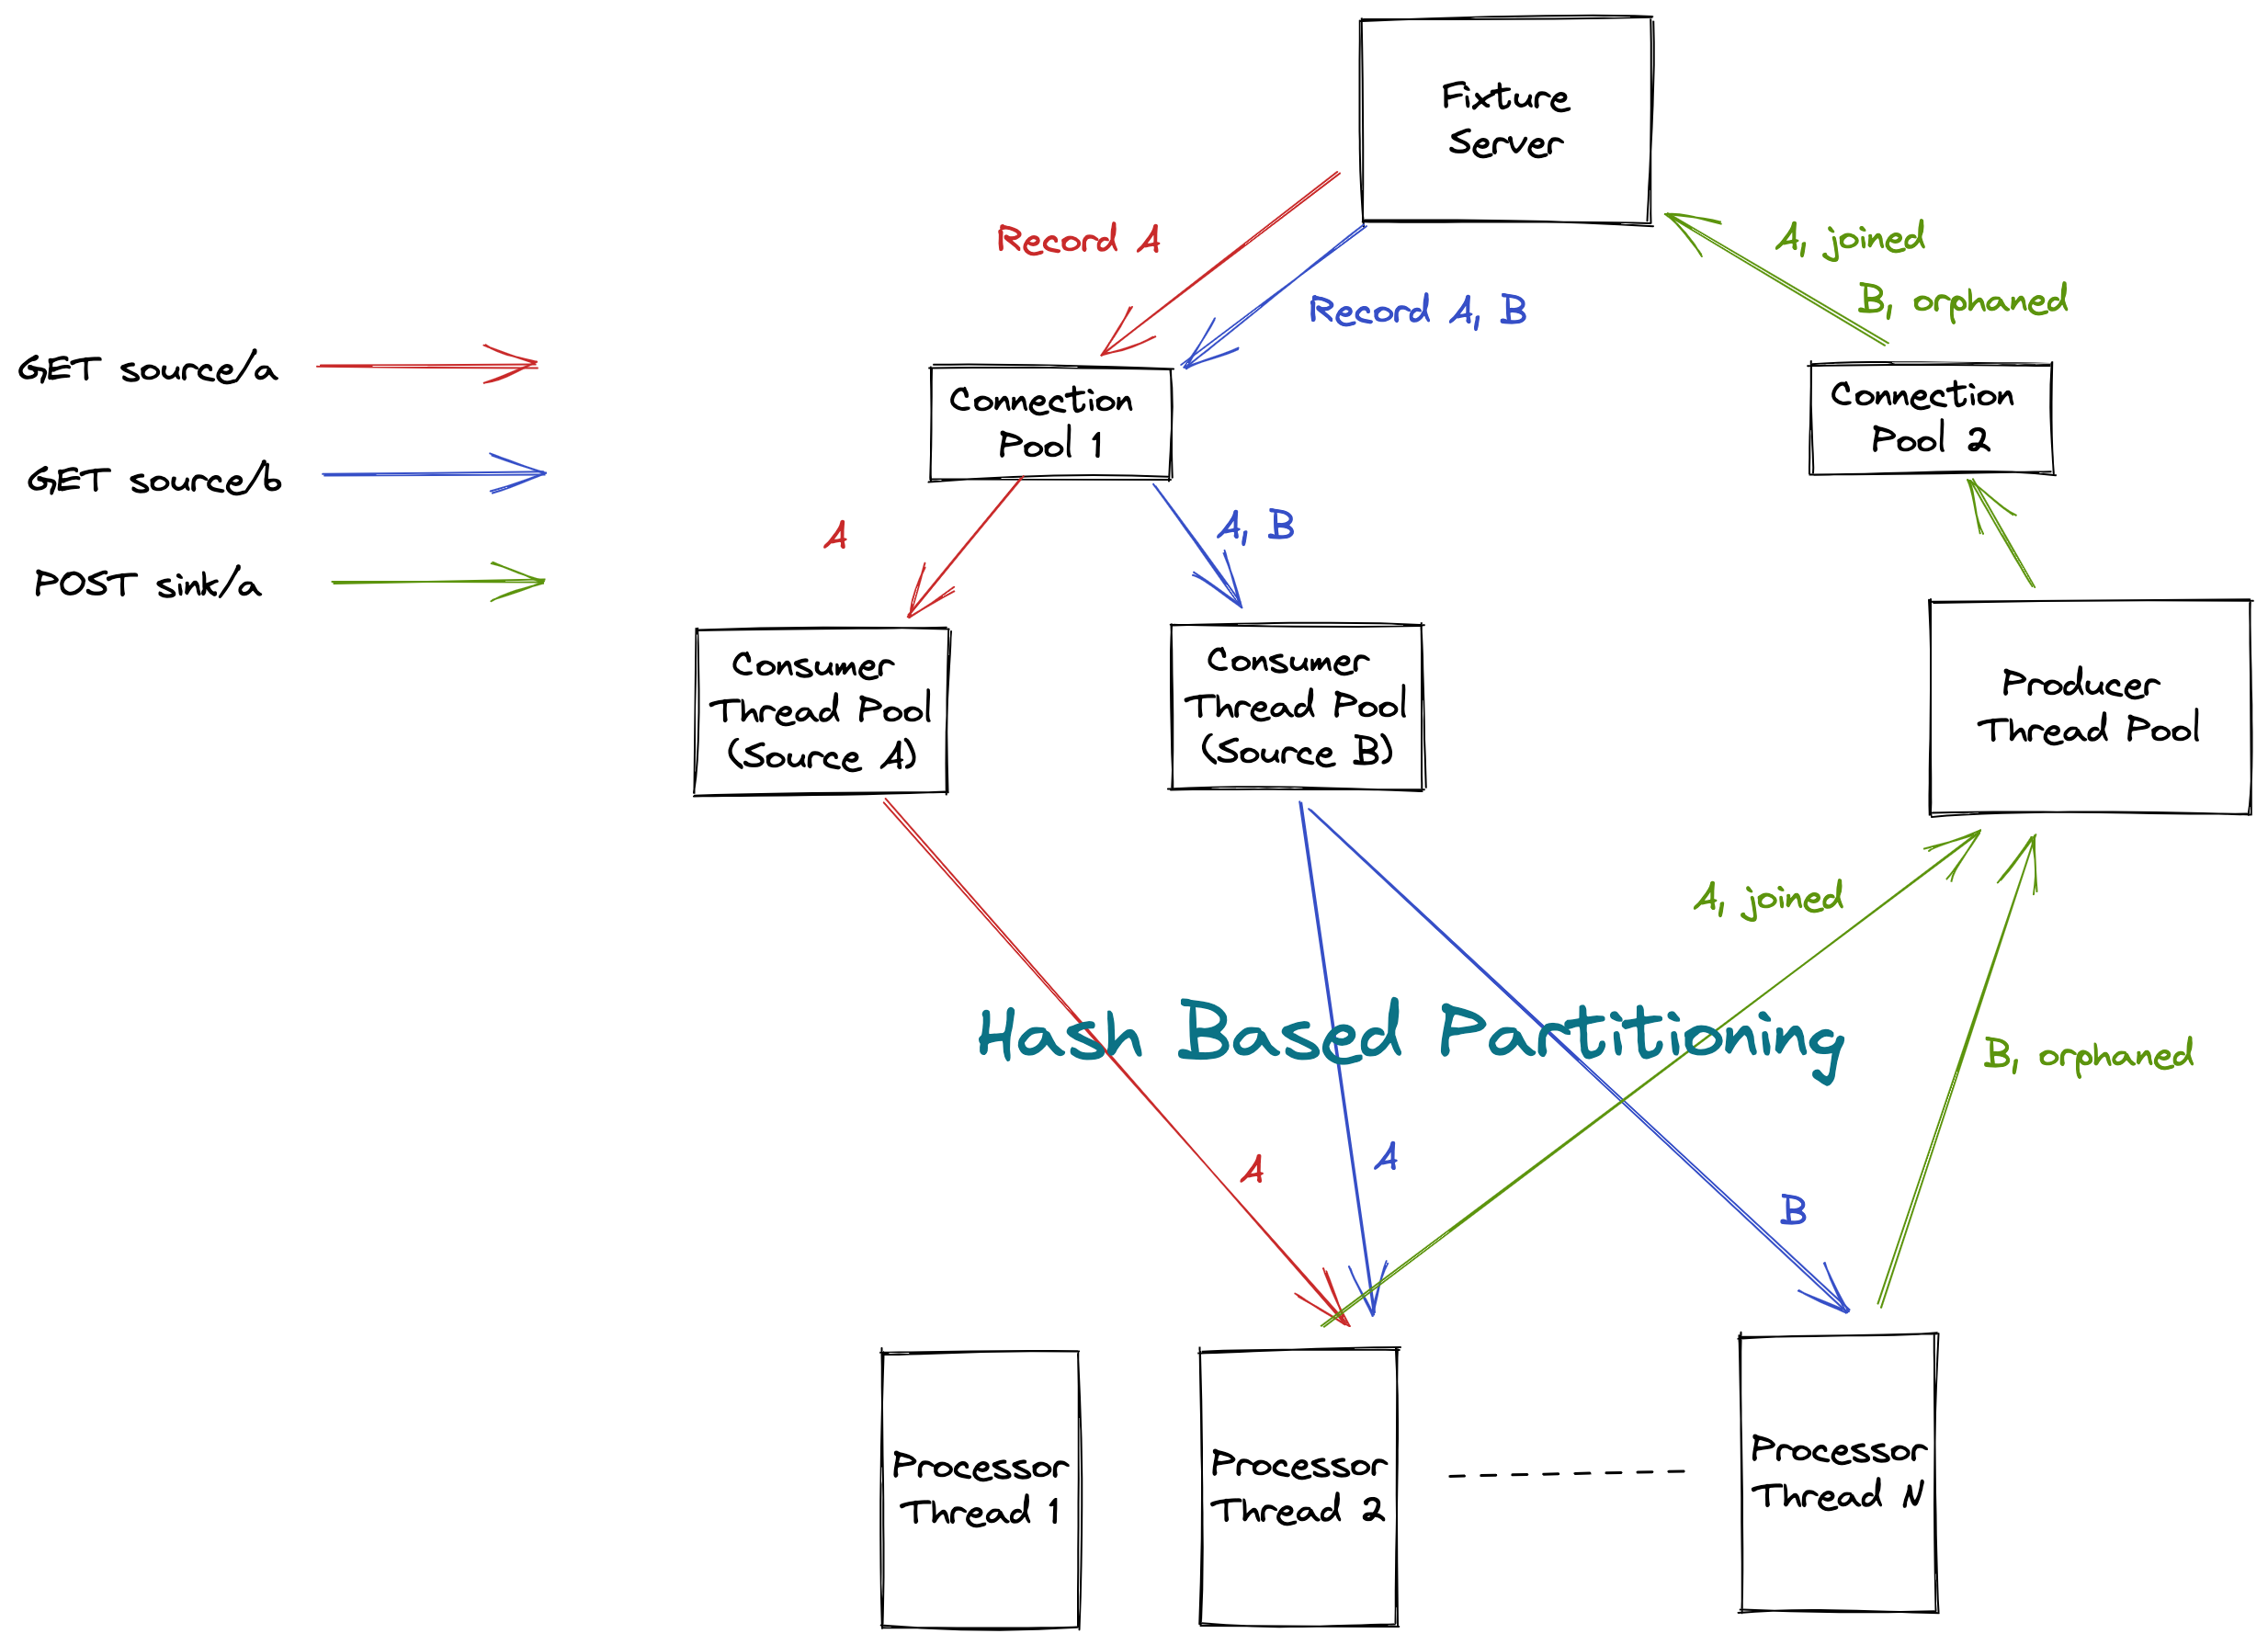 Fixture
Server
Record A
Record A, B
A, joined
B, orphaned
GET source/a
GET source/b
POST sink/a
Connection
Pool 1
Connection
Pool 2
A
A, B
Consumer
Thread Pool
(Source A)
Consumer
Thread Pool
(Source B)
Producer
Thread Pool
A, joined
Hash Based Partitioning
B, orphaned
A
A
B
Processor
Thread 1
Processor
Thread 2
Processor
Thread N